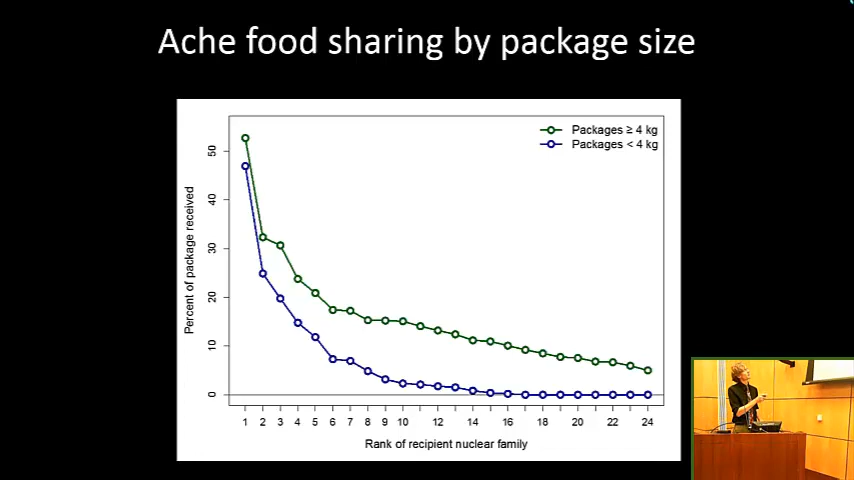 Ache food sharing by package size
Packages ≥ 4 kg
Packages < 4 kg
Percent of package received
50
40
30
20
10
0
1 2 3 4 5 6 7 8 9 10 12 14 16 18 20 22 24
Rank of recipient nuclear family